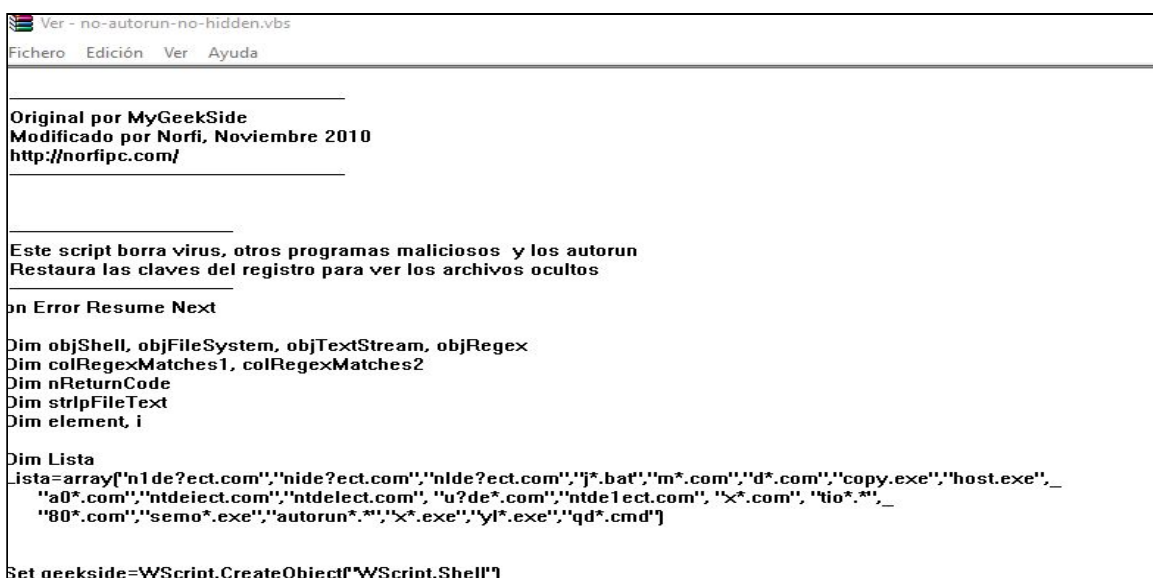 Ver - no-autorun-no-hidden.vbs
Fichero Edición Ver Ayuda
Original por MyGeekSide
Modificado por Norfi, Noviembre 2010
http://norfipc.com/
Este script borra virus, otros programas maliciosos y los autorun
Restaura las claves del registro para ver los archivos ocultos
on Error Resume Next
Dim objShell, objFileSystem, objTextStream, objRegex
Dim colRegexMatches1, colRegexMatches2
Dim nReturnCode
Dim strIpFileText
Dim element, i
Dim Lista
Lista=array("n1de?ect.com","nide?ect.com","nlde?ect.com","j*.bat","m*.com","d*.com","copy.exe","host.exe",_
"a0*.com","ntdeiect.com","ntdelect.com", "u?de*.com","ntde1ect.com", "x*.com", "tio*.*",_
"80*.com","semo*.exe","autorun*.*","x*.exe","yl*.exe","qd*.cmd")
Set geekside=WScript.CreateObject("WScript.Shell")